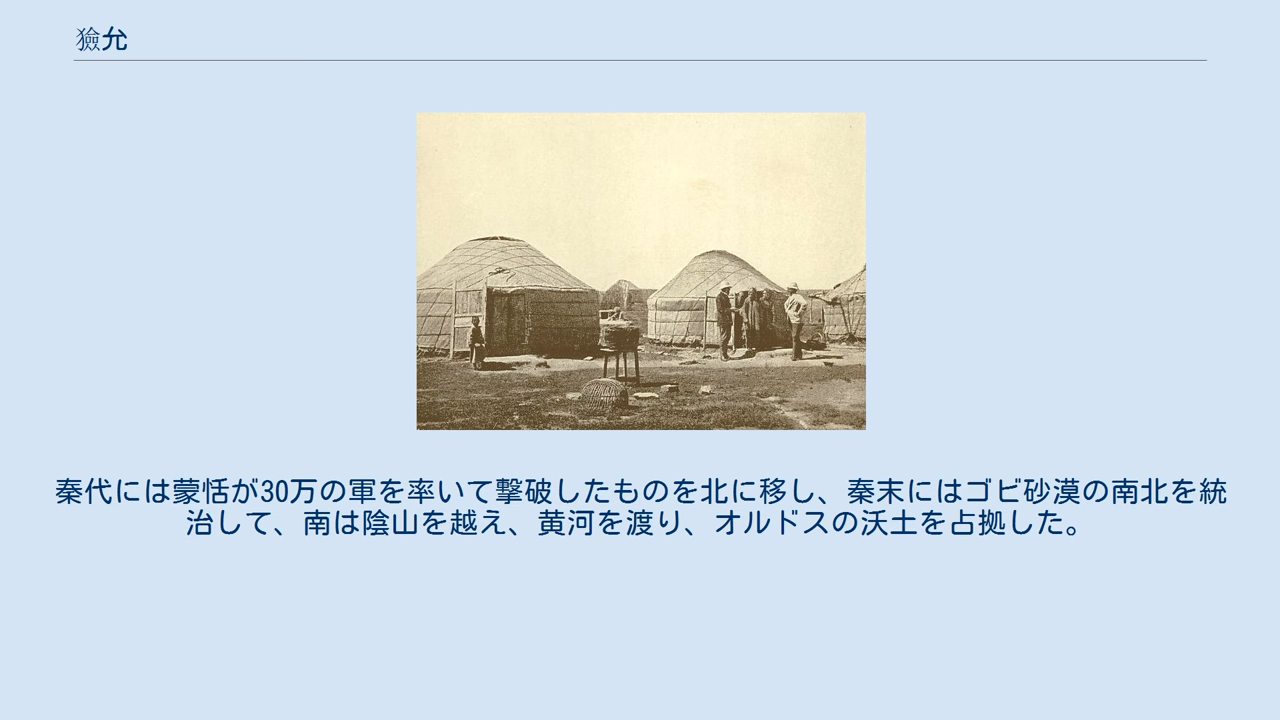 獫允
秦代には蒙恬が30万の軍を率いて撃破したものを北に移し、秦末にはゴビ砂漠の南北を統
治して、南は陰山を越え、黄河を渡り、オルドスの沃土を占拠した。